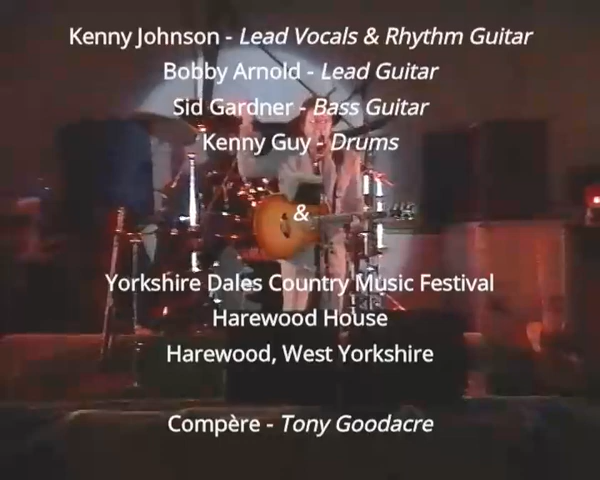 Kenny Johnson - Lead Vocals & Rhythm Guitar
Bobby Arnold - Lead Guitar
Sid Gardner - Bass Guitar
Kenny Guy - Drums
&
Yorkshire Dales Country Music Festival
Harewood House
Harewood, West Yorkshire
Compère - Tony Goodacre